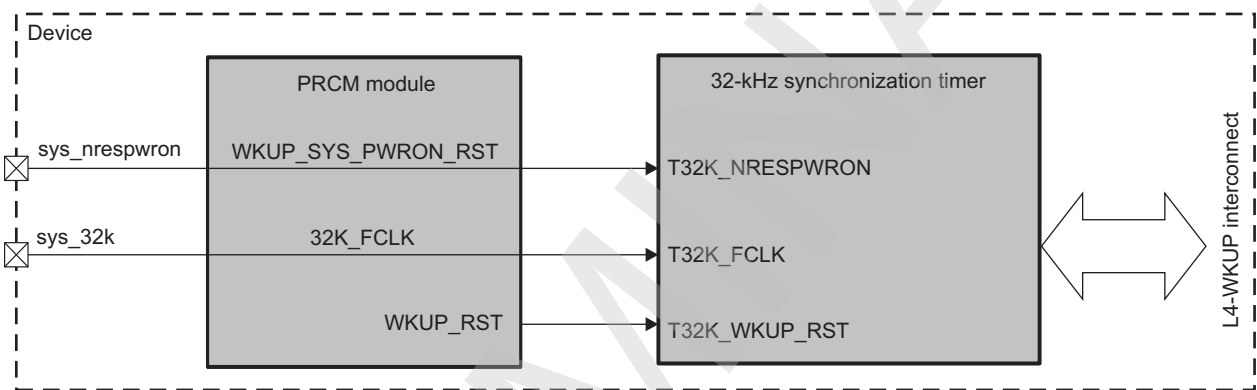 Device
PRCM module
32-kHz synchronization timer
sys_nrespwron
WKUP_SYS_PWRON_RST
T32K_NRESPWRON
sys_32k
32K_FCLK
T32K_FCLK
WKUP_RST
T32K_WKUP_RST
L4-WKUP interconnect